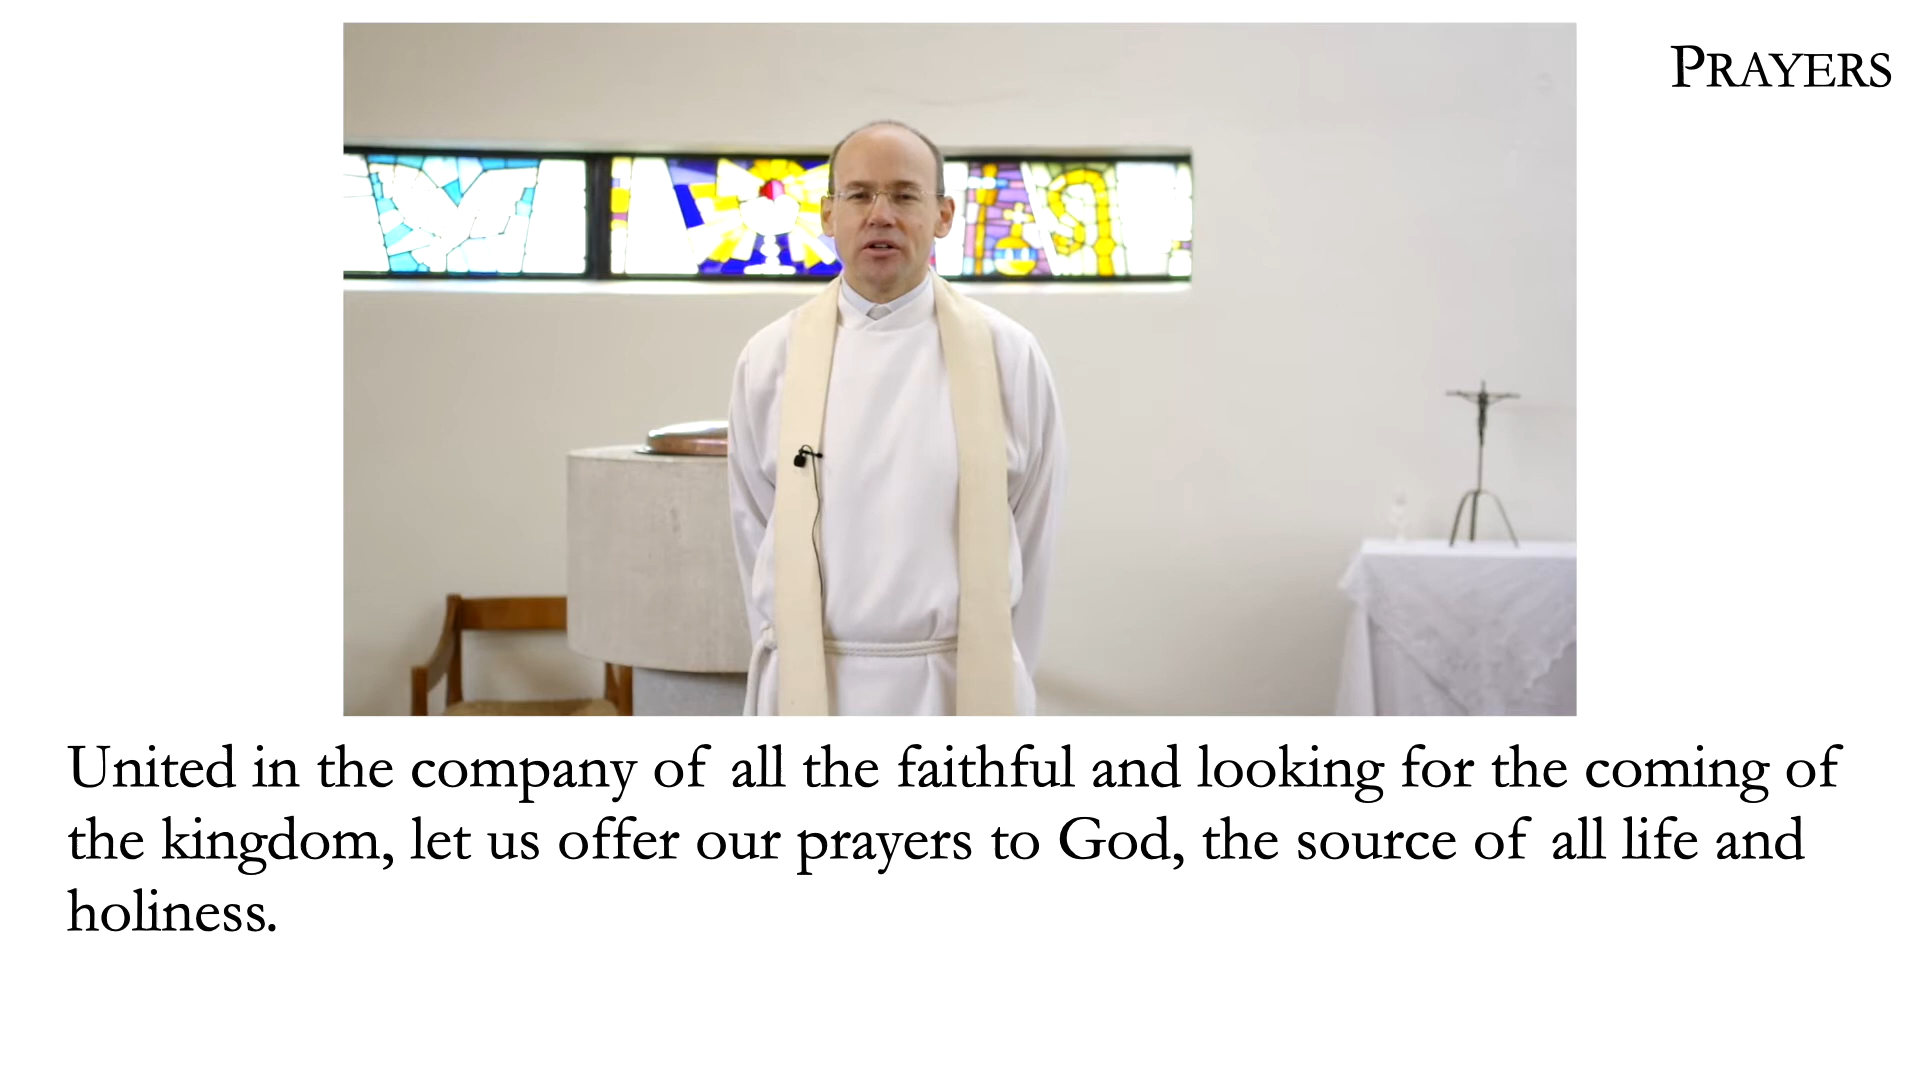 PRAYERS
United in the company of all the faithful and looking for the coming of
the kingdom, let us offer our prayers to God, the source of all life and
holiness.